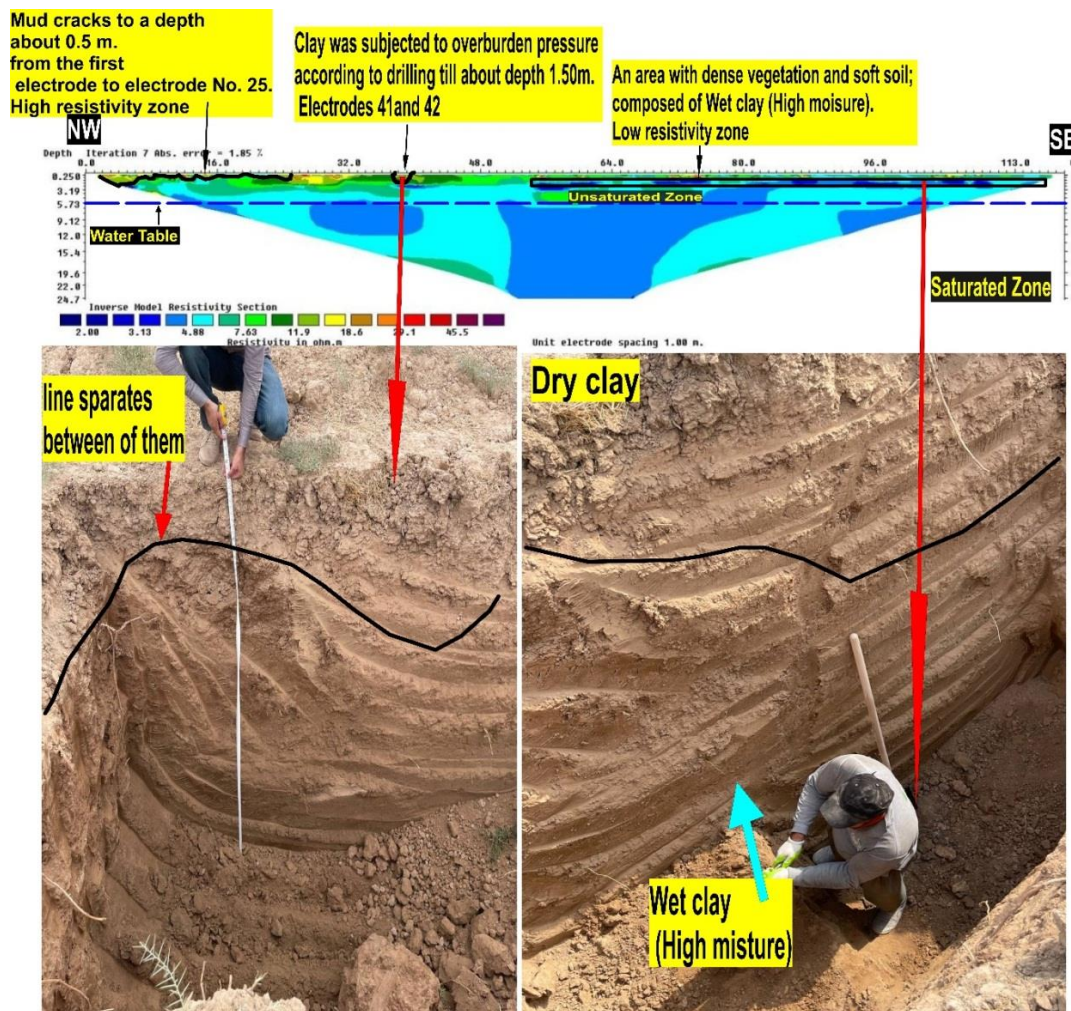 Mud cracks to a depth
about 0.5 m.
from the first
electrode to electrode No. 25.
High resistivity zone
Clay was subjected to overburden pressure
according to drilling till about depth 1.50m.
Electrodes 41and 42
An area with dense vegetation and soft soil;
composed of Wet clay (High moisure).
Low resistivity zone
NW
SE
Depth Iteration 7 Abs. error = 1.85 %
0.0 16.0 32.0 48.0 64.0 80.0 96.0 113.0
0.250
3.19
5.73
9.12
12.0
15.4
19.6
22.0
24.7
Unsaturated Zone
Water Table
Saturated Zone
Inverse Model Resistivity Section
2.00 3.13 4.88 7.63 11.9 18.6 29.1 45.5
Resistivity in ohm.m
Unit electrode spacing 1.00 m.
line sparates
between of them
Dry clay
Wet clay
(High misture)